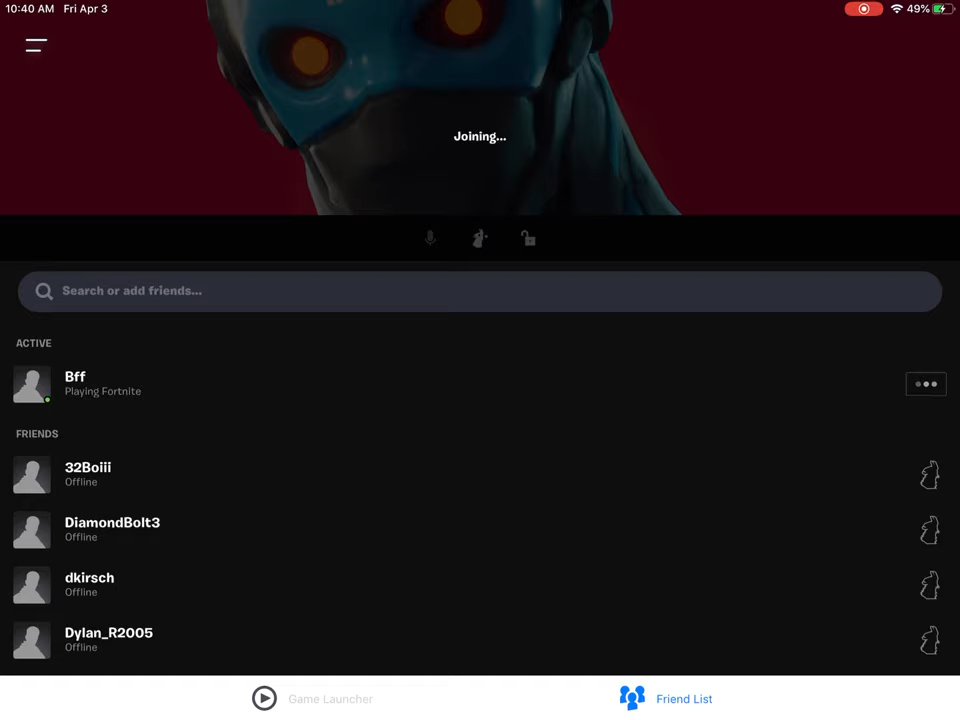 10:40 AM Fri Apr 3
49%
Joining...
Search or add friends...
ACTIVE
Bff
Playing Fortnite
FRIENDS
32Boiii
Offline
DiamondBolt3
Offline
dkirsch
Offline
Dylan_R2005
Offline
Game Launcher
Friend List